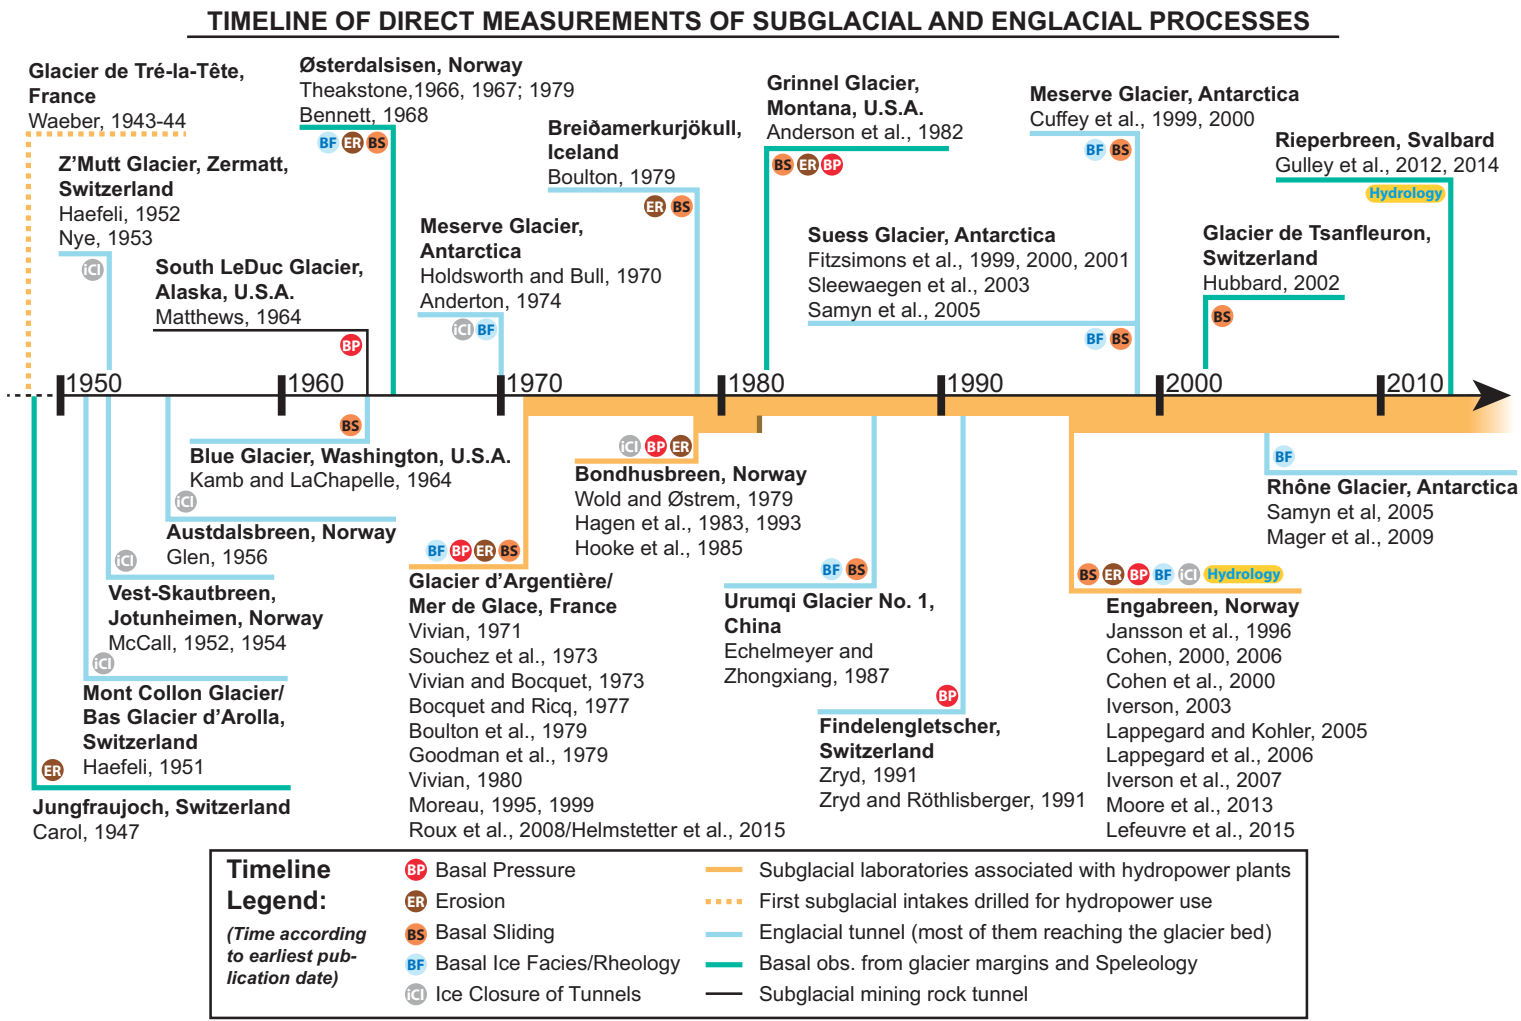 TIMELINE OF DIRECT MEASUREMENTS OF SUBGLACIAL AND ENGLACIAL PROCESSES
Glacier de Tré-la-Tête,
France
Waeber, 1943-44
Z’Mutt Glacier, Zermatt,
Switzerland
Haefeli, 1952
Nye, 1953
iCl
South LeDuc Glacier,
Alaska, U.S.A.
Matthews, 1964
BP
Østerdalsisen, Norway
Theakstone,1966, 1967; 1979
Bennett, 1968
BF ER BS
Meserve Glacier,
Antarctica
Holdsworth and Bull, 1970
Anderton, 1974
iCl BF
Breiðamerkurjökull,
Iceland
Boulton, 1979
ER BS
Grinnel Glacier,
Montana, U.S.A.
Anderson et al., 1982
BS ER BP
Suess Glacier, Antarctica
Fitzsimons et al., 1999, 2000, 2001
Sleewaegen et al., 2003
Samyn et al., 2005
BF BS
Meserve Glacier, Antarctica
Cuffey et al., 1999, 2000
BF BS
Rieperbreen, Svalbard
Gulley et al., 2012, 2014
Hydrology
Glacier de Tsanfleuron,
Switzerland
Hubbard, 2002
BS
1950 1960 1970 1980 1990 2000 2010
BS
Blue Glacier, Washington, U.S.A.
Kamb and LaChapelle, 1964
iCl
Austdalsbreen, Norway
Glen, 1956
iCl
Vest-Skautbreen,
Jotunheimen, Norway
McCall, 1952, 1954
iCl
Mont Collon Glacier/
Bas Glacier d’Arolla,
Switzerland
Haefeli, 1951
ER
Jungfraujoch, Switzerland
Carol, 1947
BF BP ER BS
Glacier d’Argentière/
Mer de Glace, France
Vivian, 1971
Souchez et al., 1973
Vivian and Bocquet, 1973
Bocquet and Ricq, 1977
Boulton et al., 1979
Goodman et al., 1979
Vivian, 1980
Moreau, 1995, 1999
Roux et al., 2008/Helmstetter et al., 2015
iCl BP ER
Bondhusbreen, Norway
Wold and Østrem, 1979
Hagen et al., 1983, 1993
Hooke et al., 1985
BF BS
Urumqi Glacier No. 1,
China
Echelmeyer and
Zhongxiang, 1987
BP
Findelengletscher,
Switzerland
Zryd, 1991
Zryd and Röthlisberger, 1991
BS ER BP BF iCl Hydrology
Engabreen, Norway
Jansson et al., 1996
Cohen, 2000, 2006
Cohen et al., 2000
Iverson, 2003
Lappegard and Kohler, 2005
Lappegard et al., 2006
Iverson et al., 2007
Moore et al., 2013
Lefeuvre et al., 2015
BF
Rhône Glacier, Antarctica
Samyn et al, 2005
Mager et al., 2009
Timeline
Legend:
(Time according
to earliest pub-
lication date)
BP Basal Pressure
ER Erosion
BS Basal Sliding
BF Basal Ice Facies/Rheology
iCl Ice Closure of Tunnels
Subglacial laboratories associated with hydropower plants
First subglacial intakes drilled for hydropower use
Englacial tunnel (most of them reaching the glacier bed)
Basal obs. from glacier margins and Speleology
Subglacial mining rock tunnel